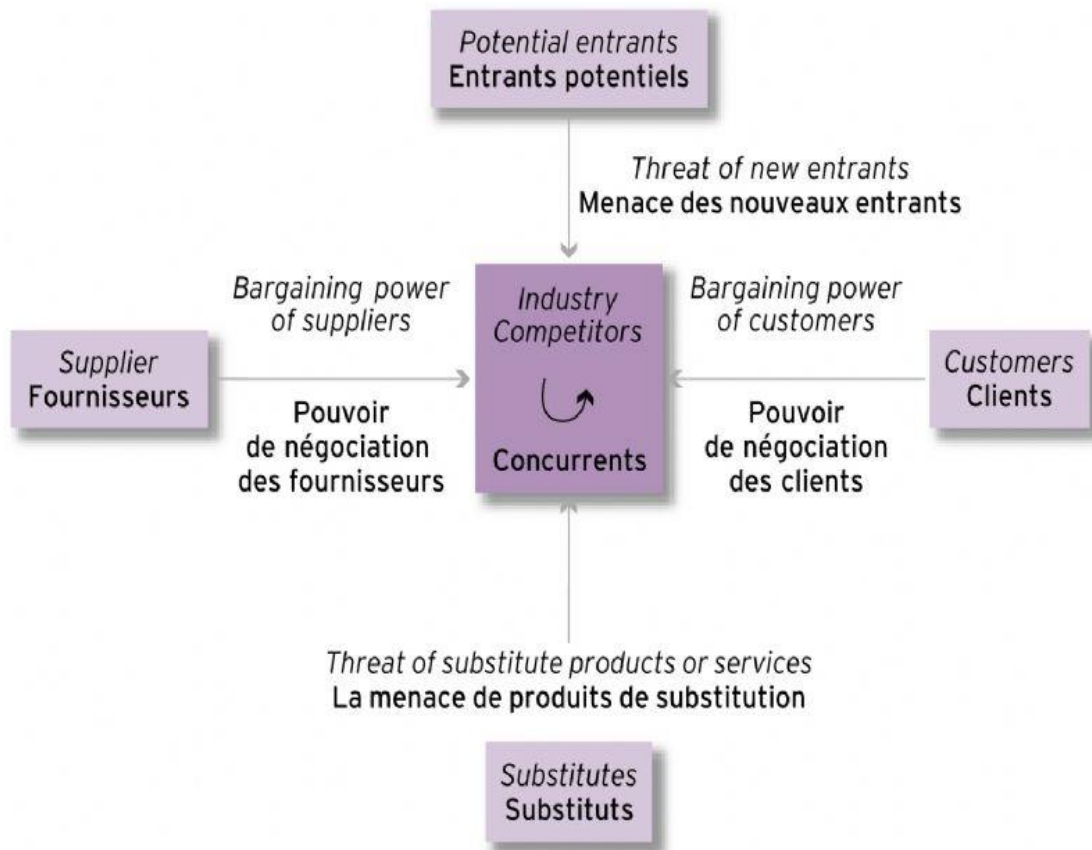 Potential entrants
Entrants potentiels
Threat of new entrants
Menace des nouveaux entrants
Bargaining power
of suppliers
Industry
Competitors
Bargaining power
of customers
Supplier
Fournisseurs
Customers
Clients
Pouvoir
de négociation
des fournisseurs
Concurrents
Pouvoir
de négociation
des clients
Threat of substitute products or services
La menace de produits de substitution
Substitutes
Substituts